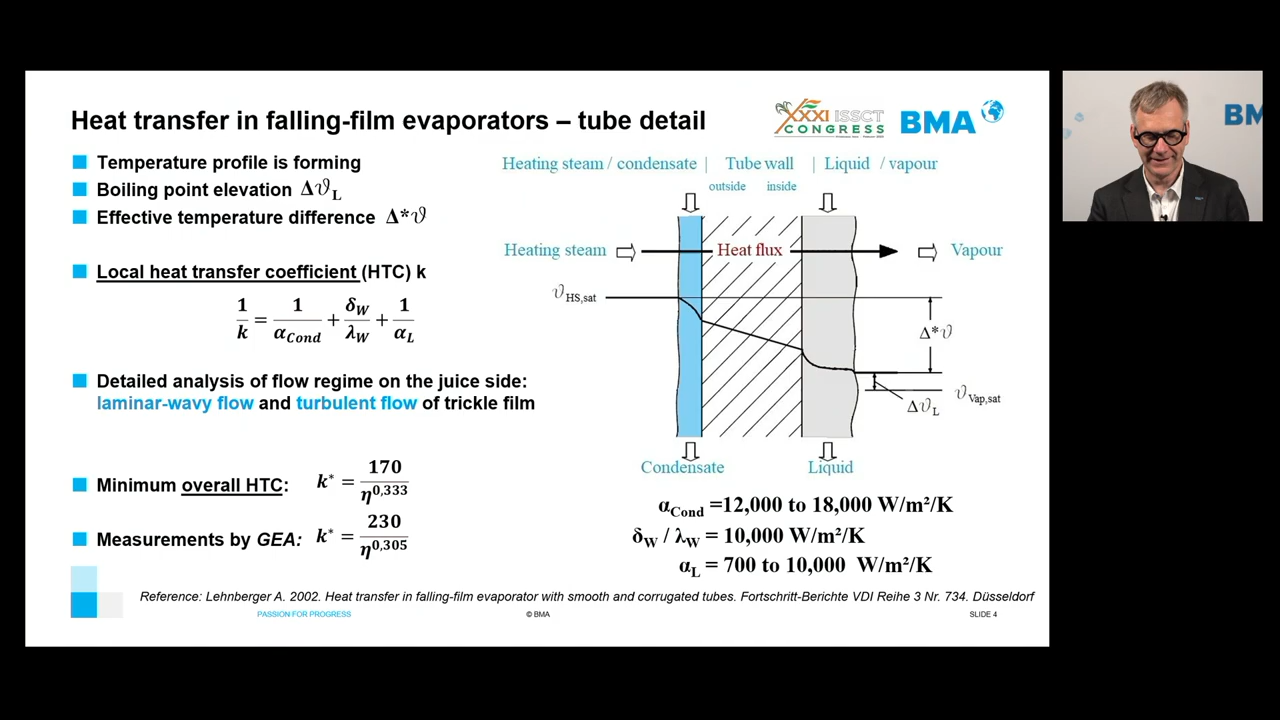 Heat transfer in falling-film evaporators – tube detail
XXXI ISSCT
CONGRESS
BMA
Temperature profile is forming
Boiling point elevation Δϑ_L
Effective temperature difference Δ*ϑ
Local heat transfer coefficient (HTC) k
1/k = 1/α_Cond + δ_W/λ_W + 1/α_L
Detailed analysis of flow regime on the juice side:
laminar-wavy flow and turbulent flow of trickle film
Minimum overall HTC: k* = 170/η^0,333
Measurements by GEA: k* = 230/η^0,305
Heating steam / condensate | Tube wall | Liquid / vapour
outside inside
Heating steam
Heat flux
Vapour
ϑ_HS,sat
Δ*ϑ
Δϑ_L
ϑ_Vap,sat
Condensate
Liquid
α_Cond =12,000 to 18,000 W/m²/K
δ_W / λ_W = 10,000 W/m²/K
α_L = 700 to 10,000 W/m²/K
Reference: Lehnberger A. 2002. Heat transfer in falling-film evaporator with smooth and corrugated tubes. Fortschritt-Berichte VDI Reihe 3 Nr. 734. Düsseldorf
PASSION FOR PROGRESS
© BMA
SLIDE 4
BM